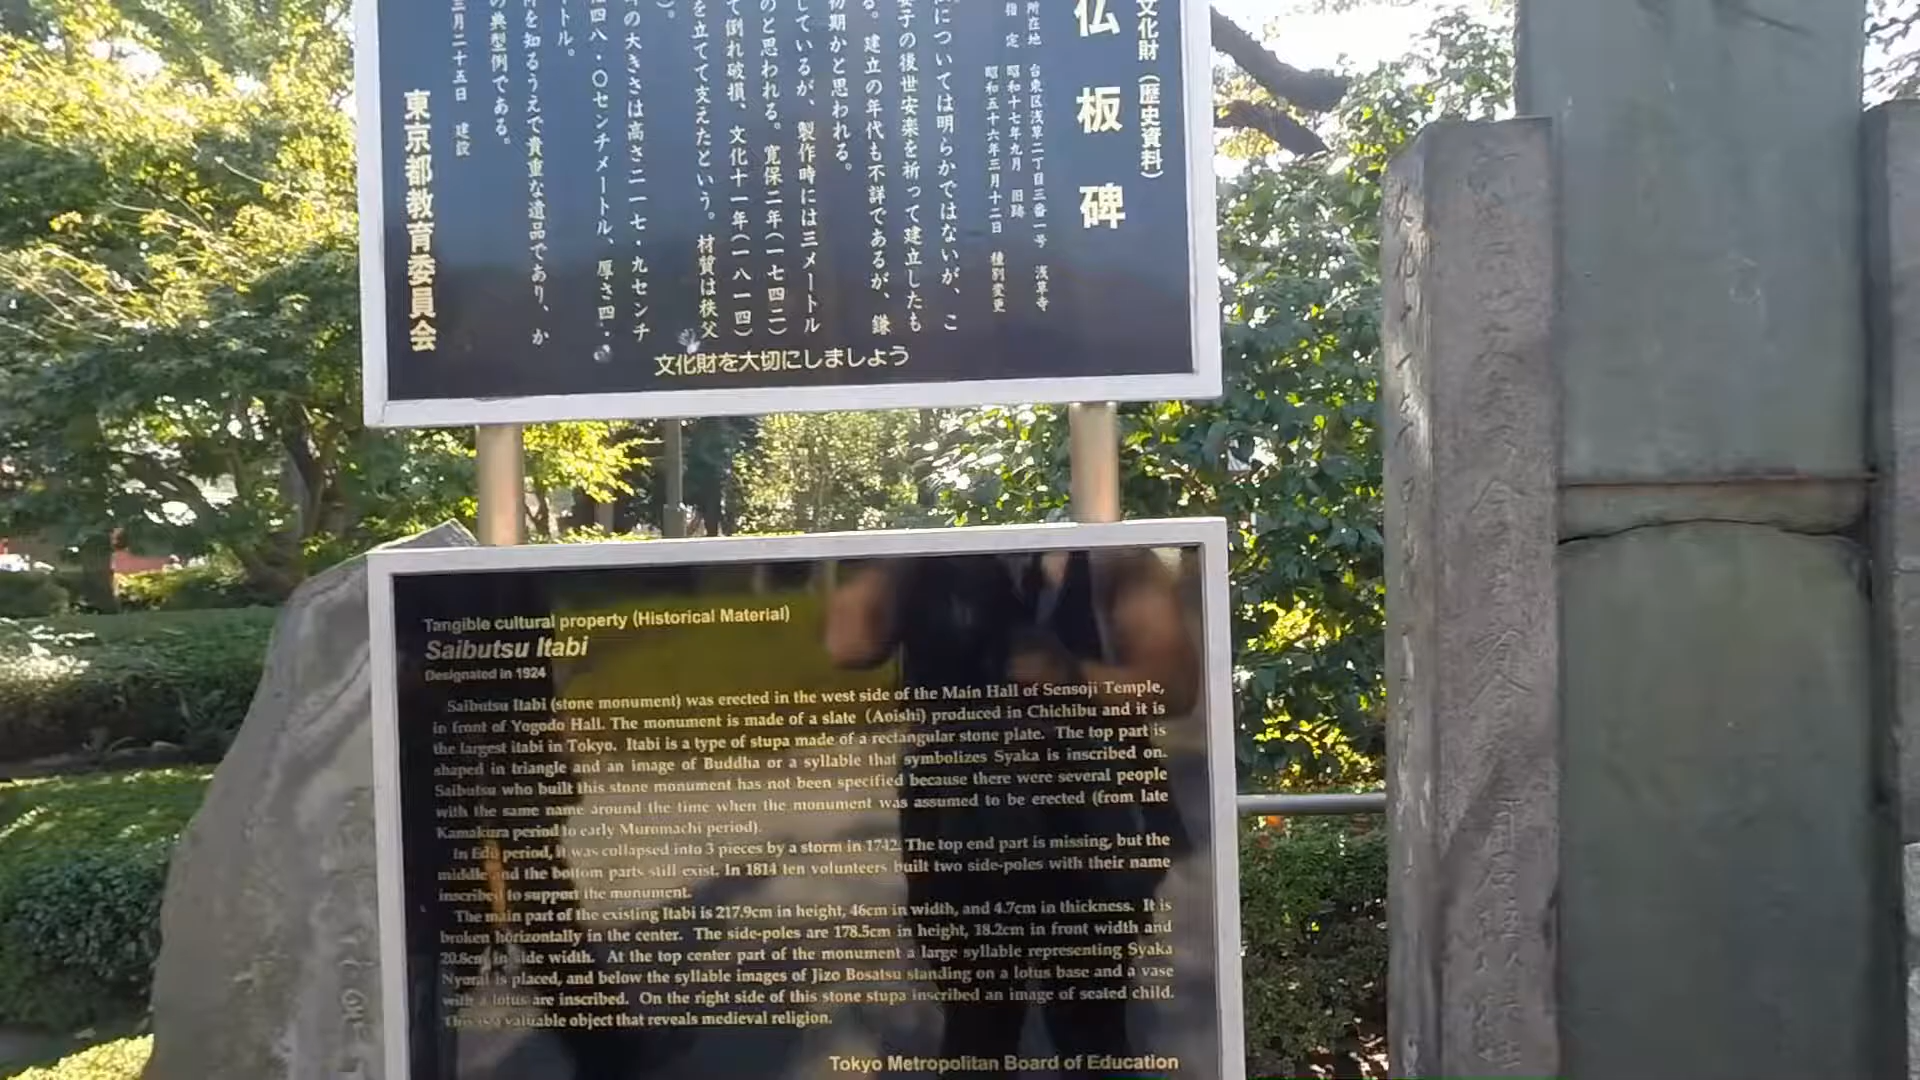 文化財(歴史資料)
仏板碑
所在地 台東区浅草二丁目三番一号 浅草寺
指定 昭和十七年九月 旧跡
昭和五十六年三月十二日 種別変更
については明らかではないが、こ
妻子の後世安楽を祈って建立したも
る。建立の年代も不詳であるが、鎌
初期かと思われる。
しているが、製作時には三メートル
のと思われる。寛保二年(一七四二)
て倒れ破損、文化十一年(一八一四)
を立てて支えたという。材質は秩父
)。
の大きさは高さ二一七・九センチ
四八・〇センチメートル、厚さ四・
トル。
を知るうえで貴重な遺品であり、か
の典型例である。
三月二十五日 建設
東京都教育委員会
文化財を大切にしましょう
Tangible cultural property (Historical Material)
Saibutsu Itabi
Designated in 1924
Saibutsu Itabi (stone monument) was erected in the west side of the Main Hall of Sensoji Temple,
in front of Yogodo Hall. The monument is made of a slate (Aoishi) produced in Chichibu and it is
the largest itabi in Tokyo. Itabi is a type of stupa made of a rectangular stone plate. The top part is
shaped in triangle and an image of Buddha or a syllable that symbolizes Syaka is inscribed on.
Saibutsu who built this stone monument has not been specified because there were several people
with the same name around the time when the monument was assumed to be erected (from late
Kamakura period to early Muromachi period).
In Edo period, it was collapsed into 3 pieces by a storm in 1742. The top end part is missing, but the
middle and the bottom parts still exist. In 1814 ten volunteers built two side-poles with their name
inscribed to support the monument.
The main part of the existing Itabi is 217.9cm in height, 46cm in width, and 4.7cm in thickness. It is
broken horizontally in the center. The side-poles are 178.5cm in height, 18.2cm in front width and
20.8cm in side width. At the top center part of the monument a large syllable representing Syaka
Nyorai is placed, and below the syllable images of Jizo Bosatsu standing on a lotus base and a vase
with a lotus are inscribed. On the right side of this stone stupa inscribed an image of seated child.
This is a valuable object that reveals medieval religion.
Tokyo Metropolitan Board of Education